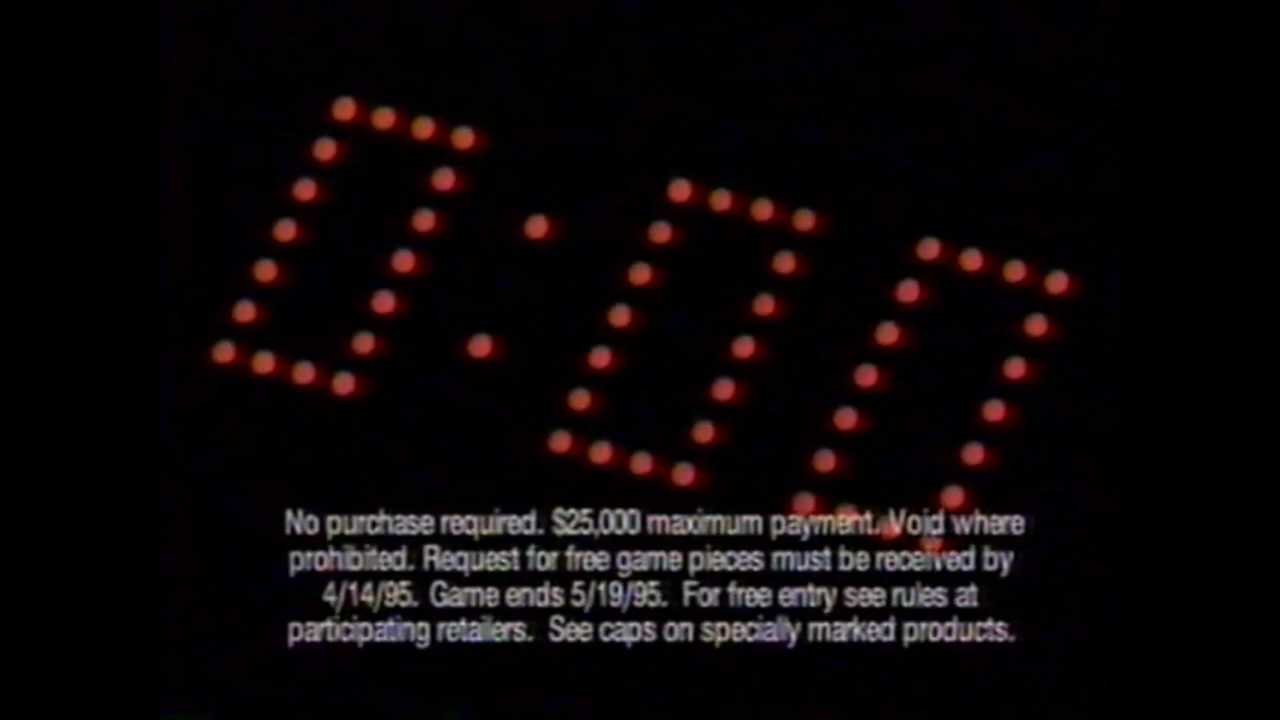 0:00
No purchase required. $25,000 maximum payment. Void where
prohibited. Request for free game pieces must be received by
4/14/95. Game ends 5/19/95. For free entry see rules at
participating retailers. See caps on specially marked products.